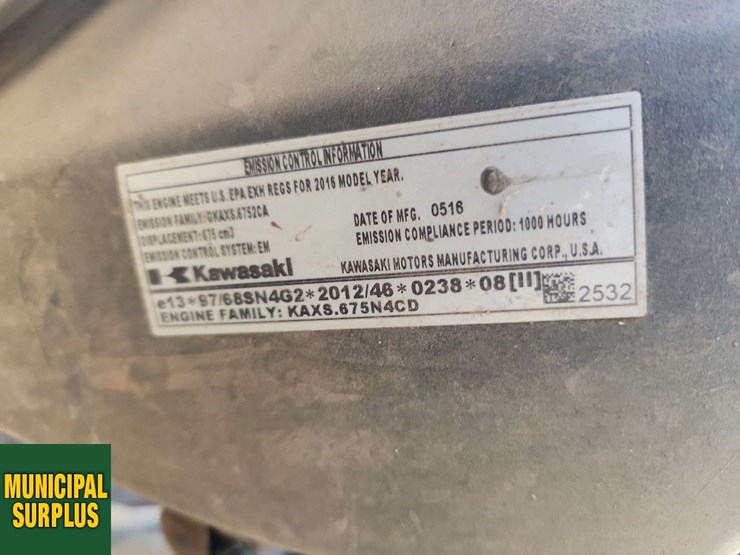 EMISSION CONTROL INFORMATION
THIS ENGINE MEETS U.S. EPA EXH REGS FOR 2016 MODEL YEAR.
EMISSION FAMILY:GKAXS.6752CA
DISPLACEMENT:675 cm3
DATE OF MFG. 0516
EMISSION CONTROL SYSTEM:EM
EMISSION COMPLIANCE PERIOD: 1000 HOURS
Kawasaki
KAWASAKI MOTORS MANUFACTURING CORP., U.S.A.
e13*97/68SN4G2*2012/46*0238*08[II]
2532
ENGINE FAMILY: KAXS.675N4CD
MUNICIPAL
SURPLUS